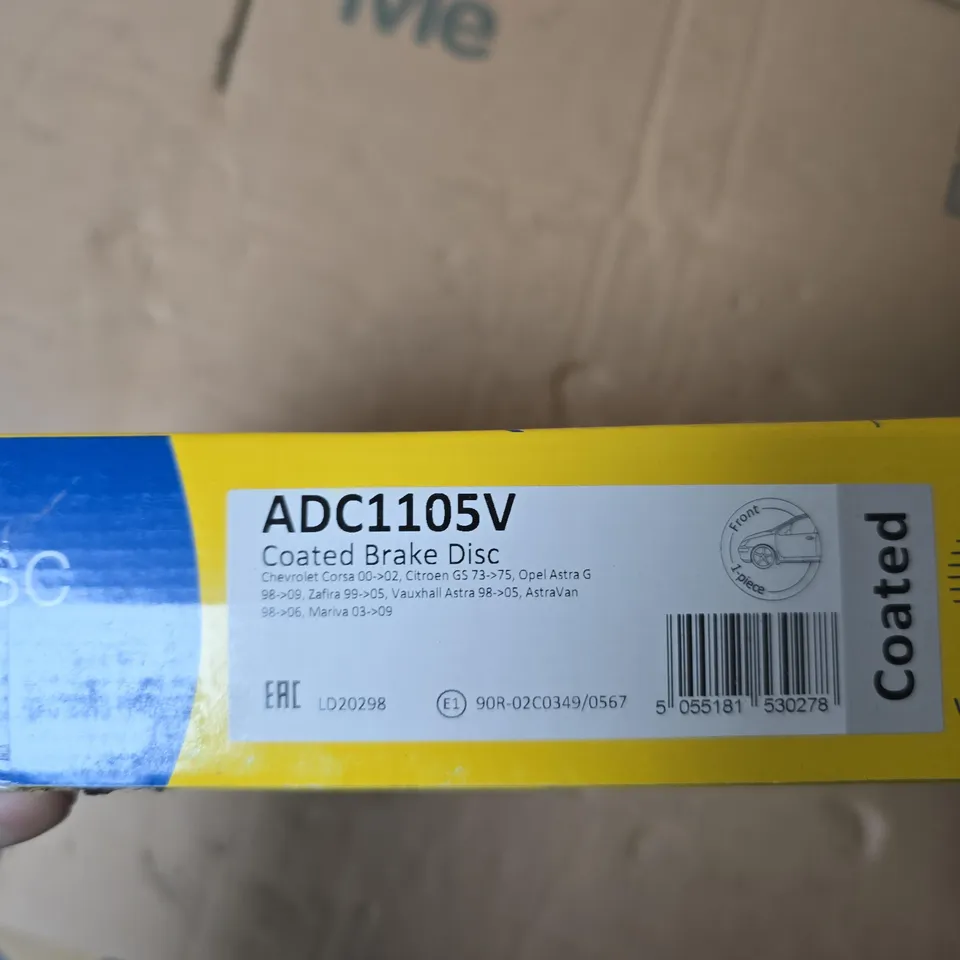 Me
SC
ADC1105V
Coated Brake Disc
Chevrolet Corsa 00->02, Citroen GS 73->75, Opel Astra G
98->09, Zafira 99->05, Vauxhall Astra 98->05, AstraVan
98->06, Mariva 03->09
Front
1-piece
EAC LD20298 E1 90R-02C0349/0567
5 055181 530278
Coated